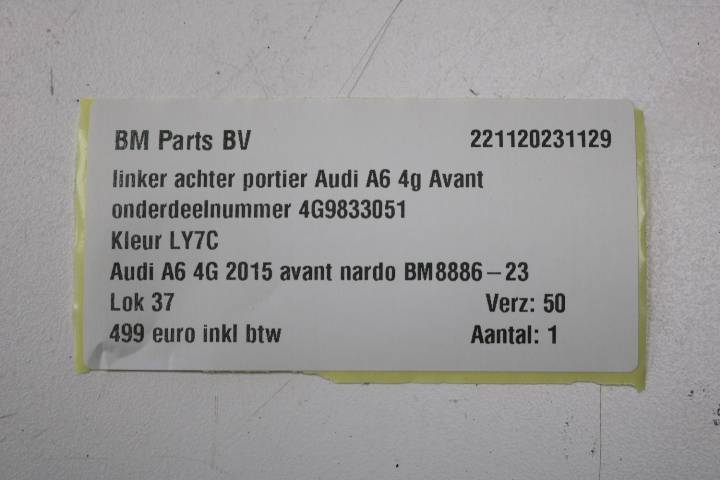 BM Parts BV 221120231129
linker achter portier Audi A6 4g Avant
onderdeelnummer 4G9833051
Kleur LY7C
Audi A6 4G 2015 avant nardo BM8886-23
Lok 37 Verz: 50
499 euro inkl btw Aantal: 1